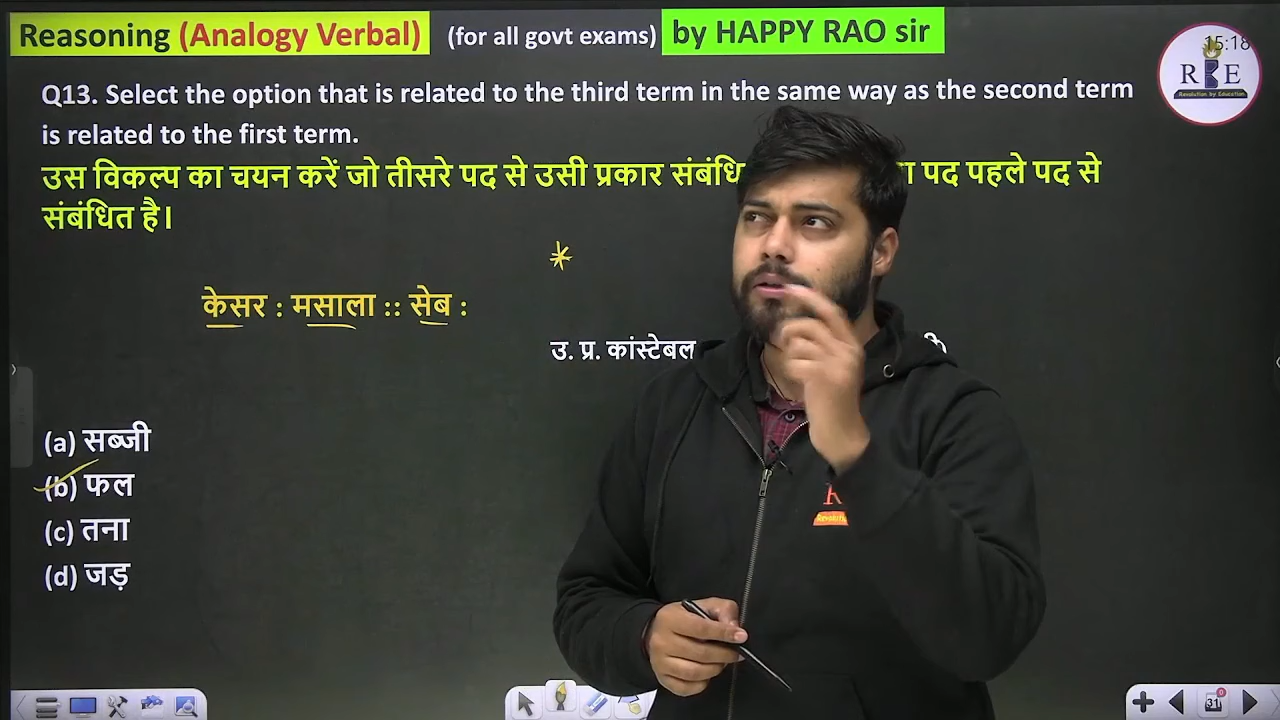 Reasoning (Analogy Verbal) (for all govt exams) by HAPPY RAO sir
15:18
R E
Revolution by Education
Q13. Select the option that is related to the third term in the same way as the second term
is related to the first term.
उस विकल्प का चयन करें जो तीसरे पद से उसी प्रकार पद पहले पद से
संबंधित है।
*
केसर : मसाला :: सेब :
उ. प्र. कांस्टेबल
(a) सब्जी
(b) फल
(c) तना
(d) जड़
31